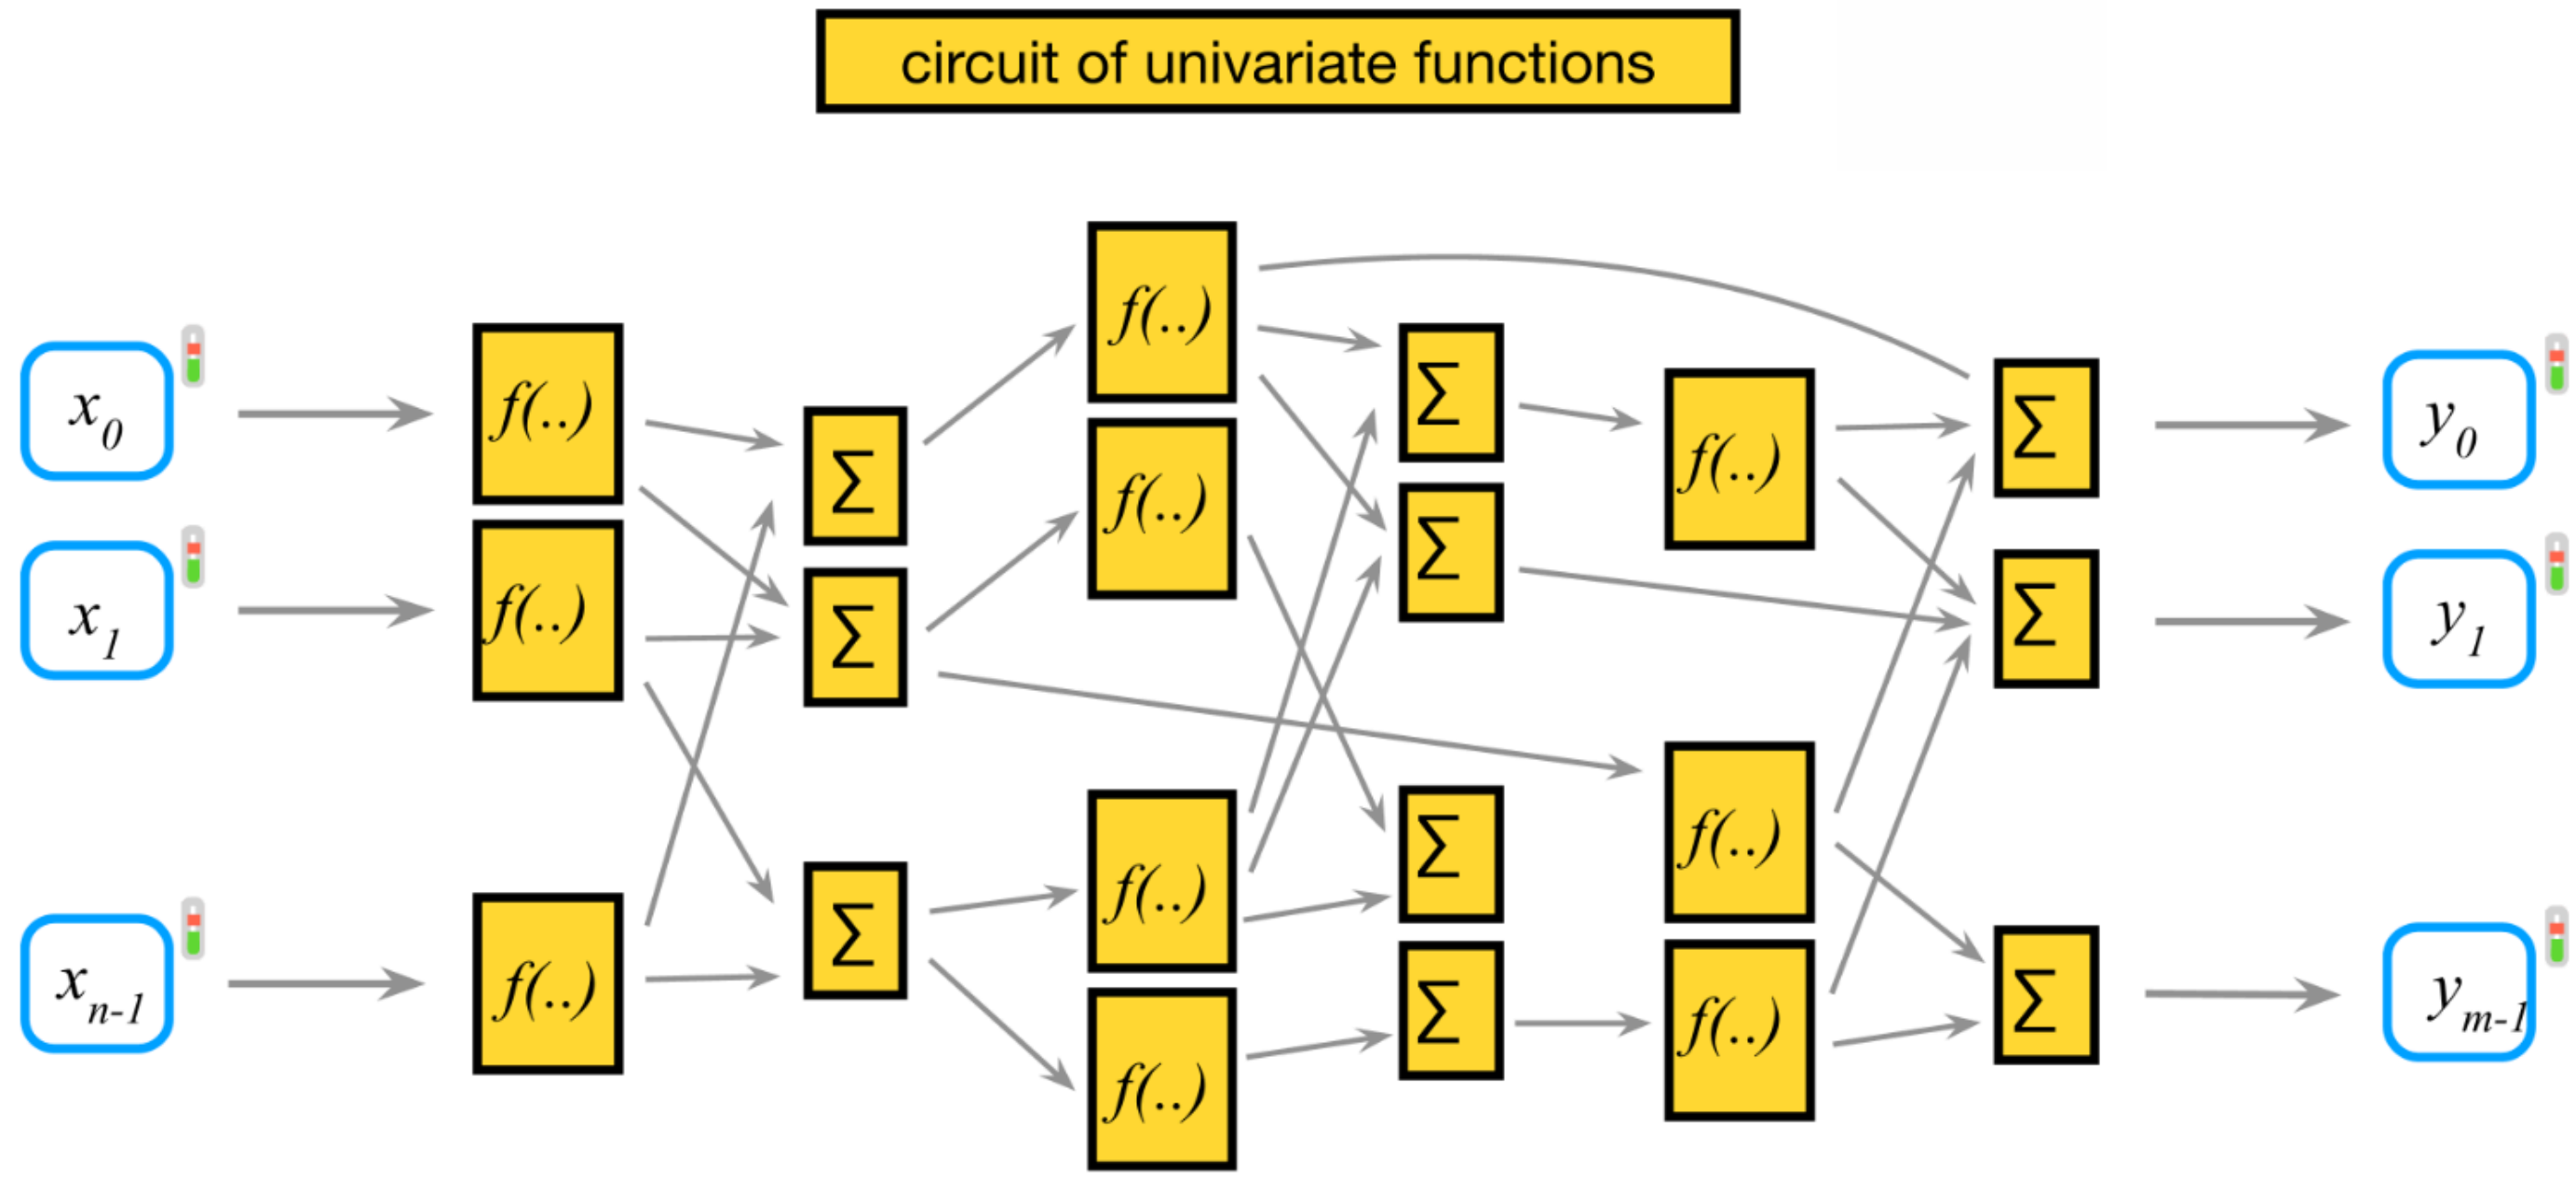 circuit of univariate functions
x0
x1
xn-1
f(..)
f(..)
f(..)
Σ
Σ
Σ
f(..)
f(..)
f(..)
f(..)
Σ
Σ
Σ
Σ
f(..)
f(..)
f(..)
Σ
Σ
Σ
y0
y1
ym-1